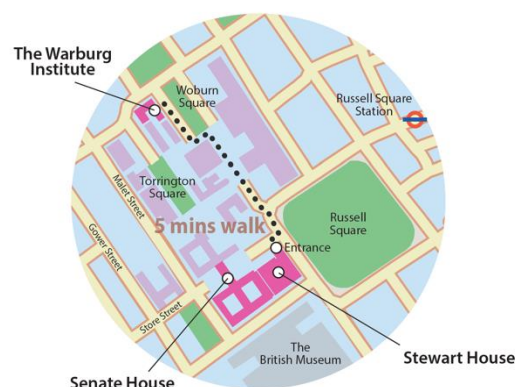 The Warburg
Institute
Woburn
Square
Russell Square
Station
Torrington
Square
Malet Street
Gower Street
5 mins walk
Russell
Square
Entrance
Store Street
The
British Museum
Stewart House
Senate House